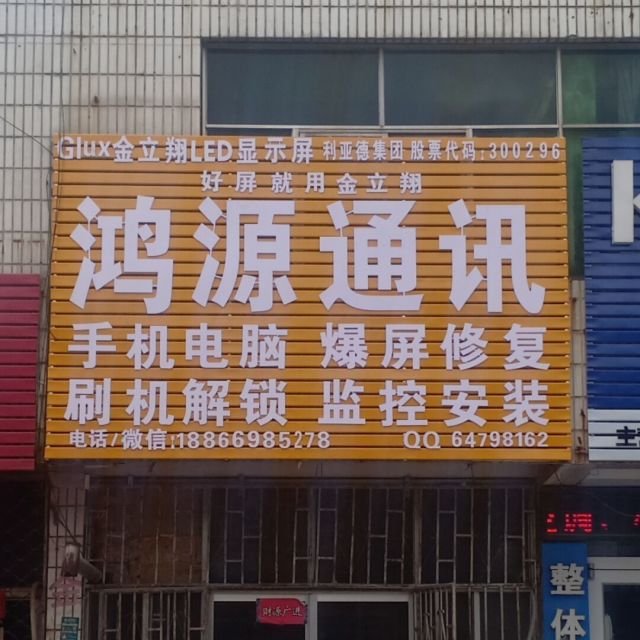 Glux金立翔LED显示屏 利亚德集团 股票代码:300296
好屏就用金立翔
鸿源通讯
手机电脑 爆屏修复
刷机解锁 监控安装
电话/微信:18866985278 QQ 64798162
财源广进
整体